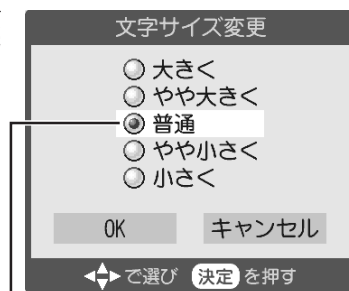 文字サイズ変更
大きく
やや大きく
普通
やや小さく
小さく
OK キャンセル
で選び 決定 を押す